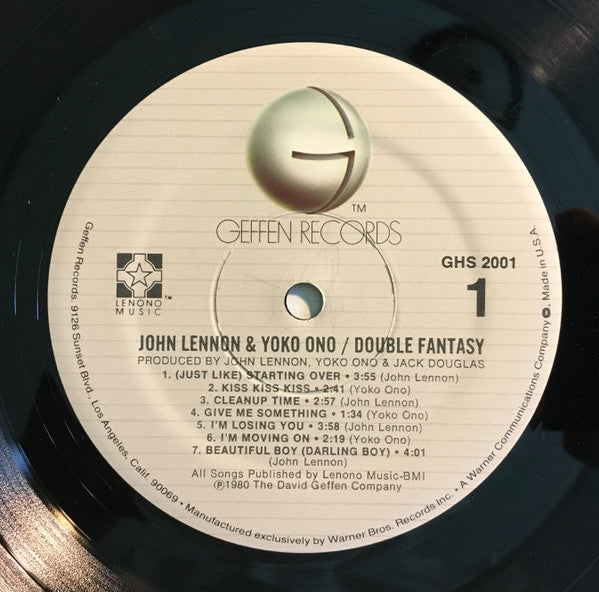 ™
GEFFEN RECORDS
GHS 2001
1
LENONO ™
MUSIC
JOHN LENNON & YOKO ONO / DOUBLE FANTASY
PRODUCED BY JOHN LENNON, YOKO ONO & JACK DOUGLAS
1. (JUST LIKE) STARTING OVER • 3:55 (John Lennon)
2. KISS KISS KISS • 2:41 (Yoko Ono)
3. CLEANUP TIME • 2:57 (John Lennon)
4. GIVE ME SOMETHING • 1:34 (Yoko Ono)
5. I'M LOSING YOU • 3:58 (John Lennon)
6. I'M MOVING ON • 2:19 (Yoko Ono)
7. BEAUTIFUL BOY (DARLING BOY) • 4:01
(John Lennon)
All Songs Published by Lenono Music-BMI
℗1980 The David Geffen Company
Geffen Records, 9126 Sunset Blvd., Los Angeles, Calif. 90069 • Manufactured exclusively by Warner Bros. Records Inc. • A Warner Communications Company. Made in U.S.A.